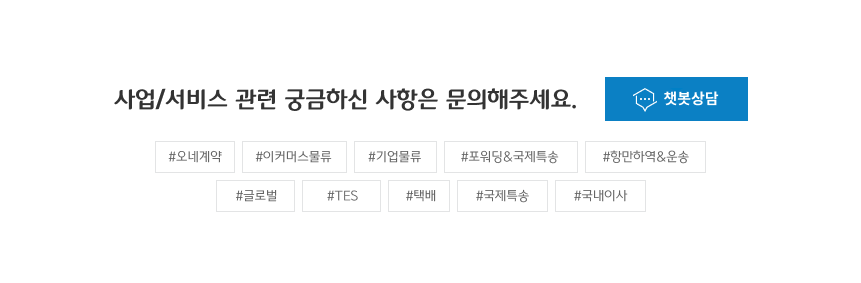 사업/서비스 관련 궁금하신 사항은 문의해주세요. 챗봇상담
#오네계약 #이커머스물류 #기업물류 #포워딩&국제특송 #항만하역&운송
#글로벌 #TES #택배 #국제특송 #국내이사